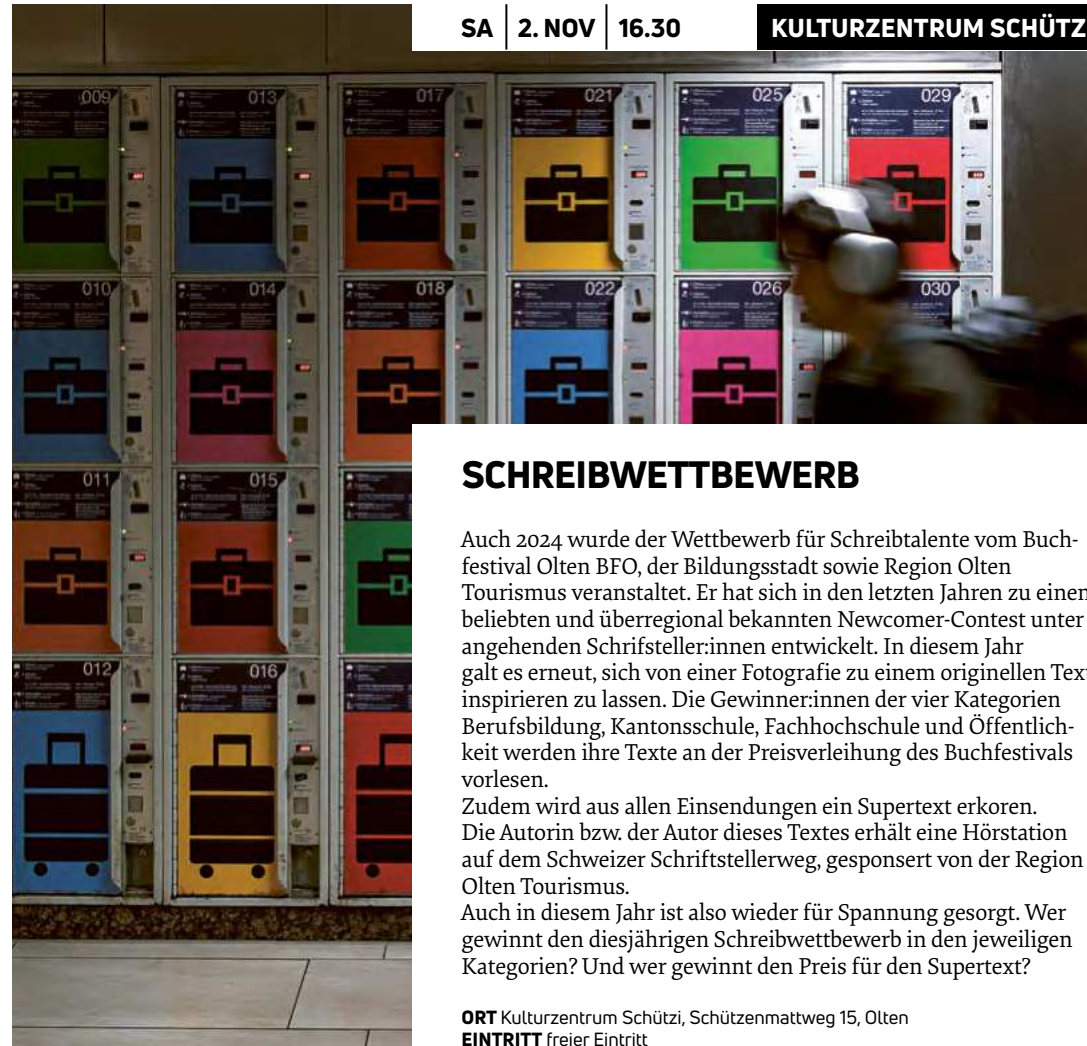 SA 2. NOV 16.30 KULTURZENTRUM SCHÜTZ
009 013 017 021 025 029
010 014 018 022 026 030
011 015
012 016
SCHREIBWETTBEWERB
Auch 2024 wurde der Wettbewerb für Schreibtalente vom Buch-
festival Olten BFO, der Bildungsstadt sowie Region Olten
Tourismus veranstaltet. Er hat sich in den letzten Jahren zu einem
beliebten und überregional bekannten Newcomer-Contest unter
angehenden Schrifsteller:innen entwickelt. In diesem Jahr
galt es erneut, sich von einer Fotografie zu einem originellen Text
inspirieren zu lassen. Die Gewinner:innen der vier Kategorien
Berufsbildung, Kantonsschule, Fachhochschule und Öffentlich-
keit werden ihre Texte an der Preisverleihung des Buchfestivals
vorlesen.
Zudem wird aus allen Einsendungen ein Supertext erkoren.
Die Autorin bzw. der Autor dieses Textes erhält eine Hörstation
auf dem Schweizer Schriftstellerweg, gesponsert von der Region
Olten Tourismus.
Auch in diesem Jahr ist also wieder für Spannung gesorgt. Wer
gewinnt den diesjährigen Schreibwettbewerb in den jeweiligen
Kategorien? Und wer gewinnt den Preis für den Supertext?
ORT Kulturzentrum Schützi, Schützenmattweg 15, Olten
EINTRITT freier Eintritt